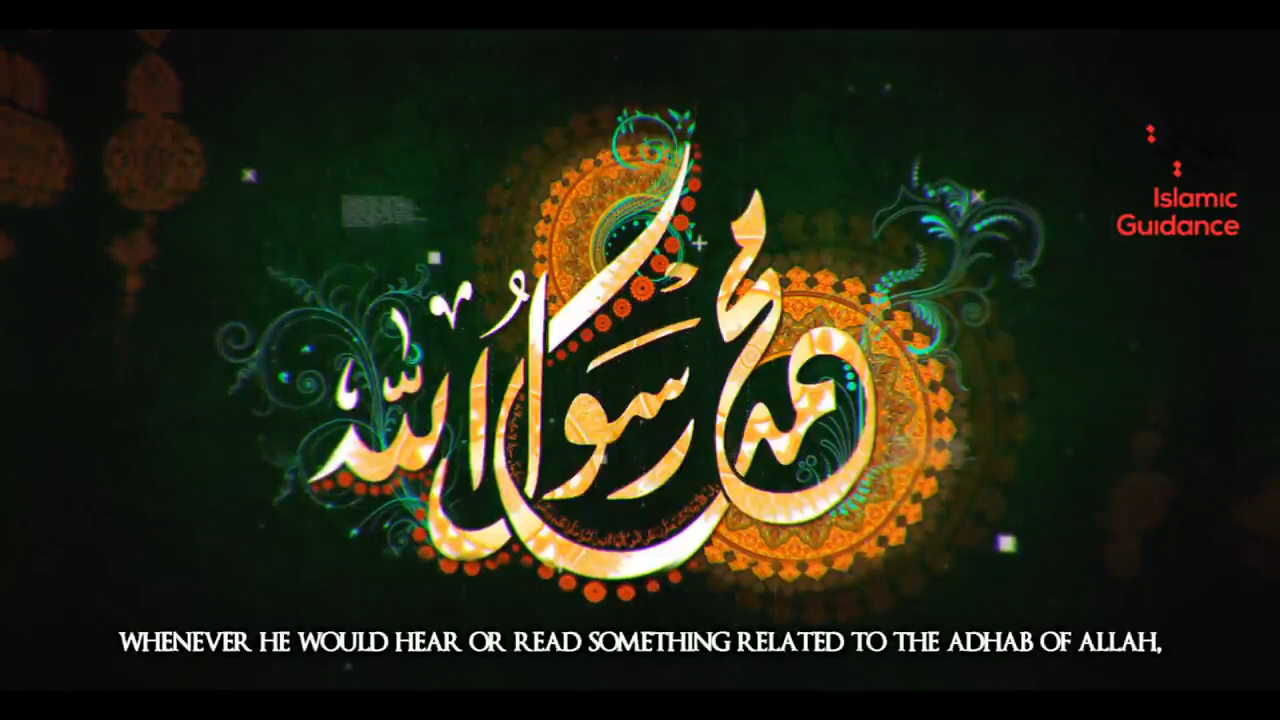 محمد رسول الله
Islamic
Guidance
WHENEVER HE WOULD HEAR OR READ SOMETHING RELATED TO THE ADHAB OF ALLAH,